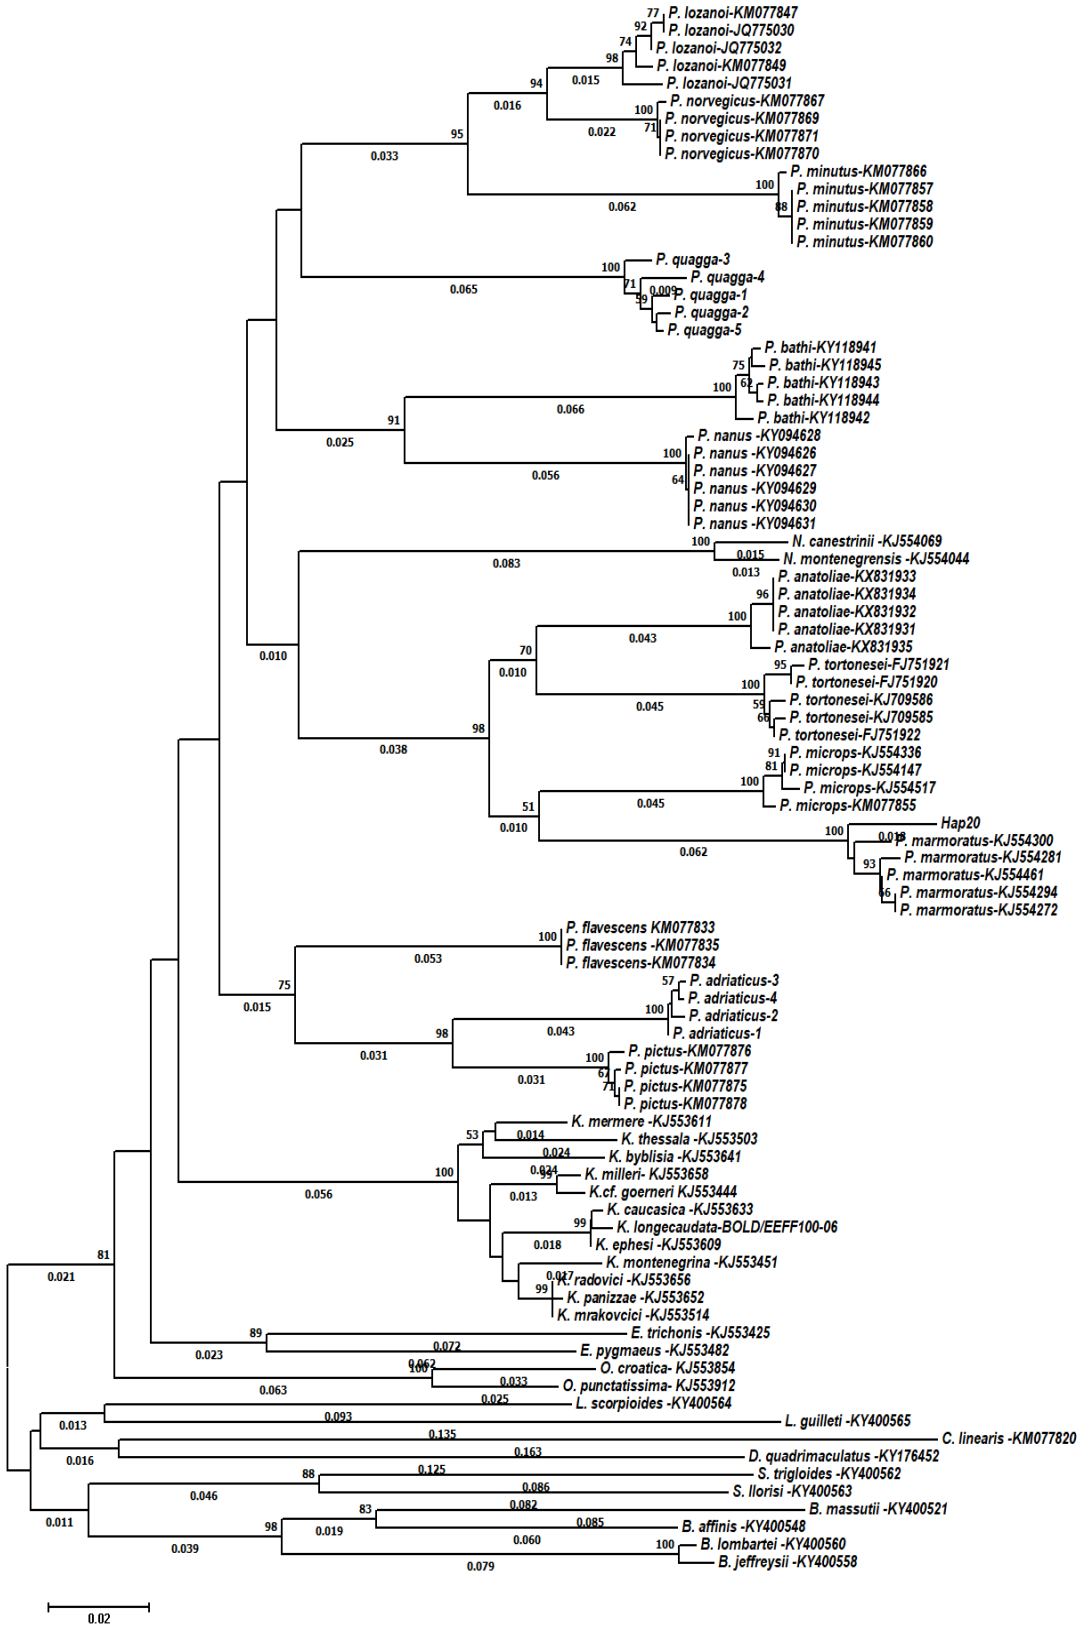 77 P. lozanoi-KM077847
92 P. lozanoi-JQ775030
74 P. lozanoi-JQ775032
98 P. lozanoi-KM077849
94 0.015 P. lozanoi-JQ775031
0.016 100 P. norvegicus-KM077867
P. norvegicus-KM077869
95 0.022 71 P. norvegicus-KM077871
0.033 P. norvegicus-KM077870
P. minutus-KM077866
100 P. minutus-KM077857
0.062 88 P. minutus-KM077858
P. minutus-KM077859
P. minutus-KM077860
100 P. quagga-3
0.065 71 P. quagga-4
59 0.009 P. quagga-1
P. quagga-2
P. quagga-5
P. bathi-KY118941
75 P. bathi-KY118945
100 62 P. bathi-KY118943
0.066 P. bathi-KY118944
91 P. bathi-KY118942
0.025 P. nanus -KY094628
100 P. nanus -KY094626
0.056 64 P. nanus -KY094627
P. nanus -KY094629
P. nanus -KY094630
P. nanus -KY094631
100 N. canestrinii -KJ554069
0.083 0.015 N. montenegrensis -KJ554044
0.013 P. anatoliae-KX831933
96 P. anatoliae-KX831934
100 P. anatoliae-KX831932
0.043 P. anatoliae-KX831931
70 P. anatoliae-KX831935
0.010 0.010 95 P. tortonesei-FJ751921
100 P. tortonesei-FJ751920
0.045 59 P. tortonesei-KJ709586
66 P. tortonesei-KJ709585
98 P. tortonesei-FJ751922
0.038 91 P. microps-KJ554336
81 P. microps-KJ554147
100 P. microps-KJ554517
51 0.045 P. microps-KM077855
0.010 100 Hap20
0.018 P. marmoratus-KJ554300
0.062 93 P. marmoratus-KJ554281
P. marmoratus-KJ554461
66 P. marmoratus-KJ554294
P. marmoratus-KJ554272
P. flavescens KM077833
100 P. flavescens -KM077835
0.053 P. flavescens-KM077834
75 57 P. adriaticus-3
0.015 P. adriaticus-4
100 P. adriaticus-2
98 0.043 P. adriaticus-1
0.031 100 P. pictus-KM077876
67 P. pictus-KM077877
0.031 71 P. pictus-KM077875
P. pictus-KM077878
K. mermere -KJ553611
53 0.014 K. thessala -KJ553503
0.024 K. byblisia -KJ553641
100 0.024 99 K. milleri- KJ553658
0.056 0.013 K.cf. goerneri KJ553444
K. caucasica -KJ553633
99 K. longecaudata-BOLD/EEFF100-06
0.018 K. ephesi -KJ553609
K. montenegrina -KJ553451
0.017 K. radovici -KJ553656
99 K. panizzae -KJ553652
K. mrakovcici -KJ553514
81 0.021
89 E. trichonis -KJ553425
0.023 0.072 E. pygmaeus -KJ553482
0.062 100 O. croatica- KJ553854
0.063 0.033 O. punctatissima- KJ553912
0.025 L. scorpioides -KY400564
0.013 0.093 L. guilleti -KY400565
0.135 C. linearis -KM077820
0.016 0.163 D. quadrimaculatus -KY176452
88 0.125 S. trigloides -KY400562
0.046 0.086 S. llorisi -KY400563
0.011 83 0.082 B. massutii -KY400521
98 0.019 0.085 B. affinis -KY400548
0.039 0.060 100 B. lombartei -KY400560
0.079 B. jeffreysii -KY400558
0.02